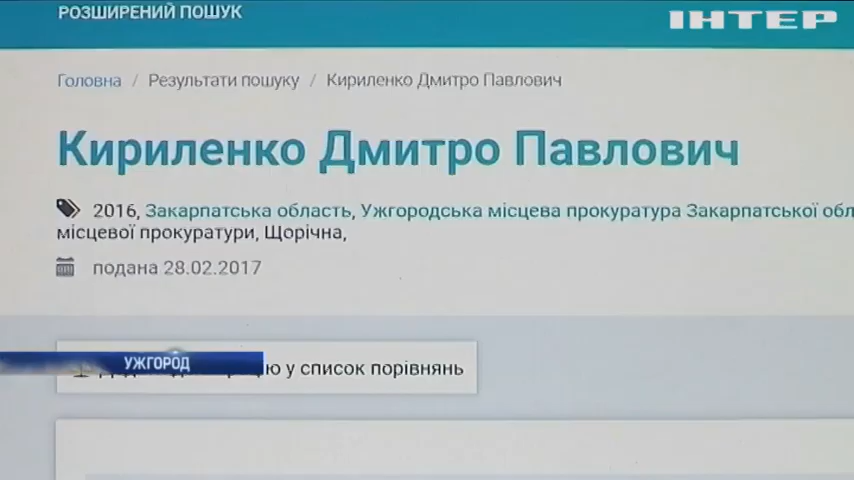 РОЗШИРЕНИЙ ПОШУК
ІНТЕР
Головна / Результати пошуку / Кириленко Дмитро Павлович
Кириленко Дмитро Павлович
2016, Закарпатська область, Ужгородська місцева прокуратура Закарпатської обл
місцевої прокуратури, Щорічна,
подана 28.02.2017
УЖГОРОД
ю у список порівнянь